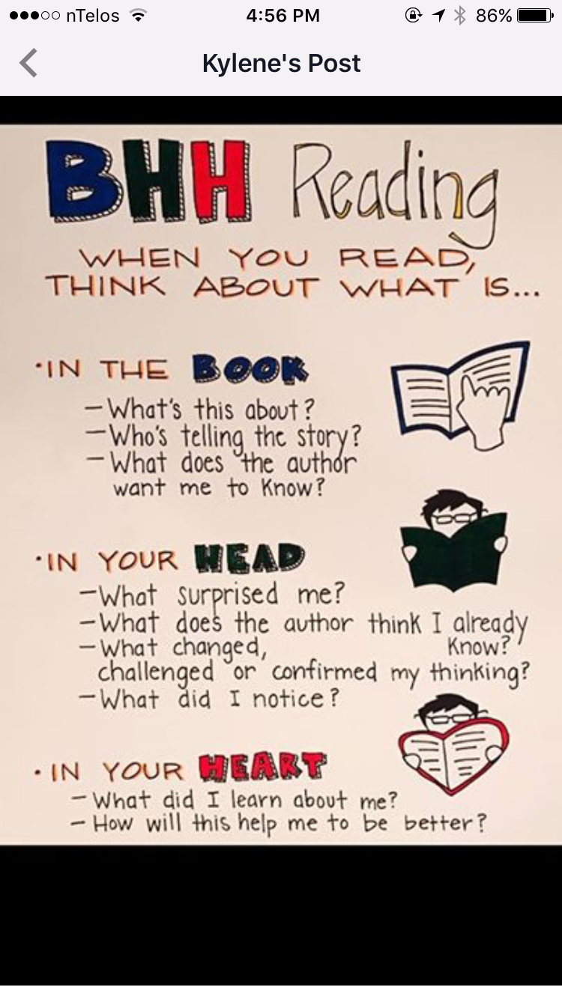 nTelos 4:56 PM 86%
Kylene's Post
BHH Reading
WHEN YOU READ,
THINK ABOUT WHAT IS...
•IN THE BOOK
-What's this about?
-Who's telling the story?
-What does the author
want me to Know?
•IN YOUR HEAD
-What surprised me?
-What does the author think I already
Know?
-What changed,
challenged or confirmed my thinking?
-What did I notice?
•IN YOUR HEART
-What did I learn about me?
-How will this help me to be better?